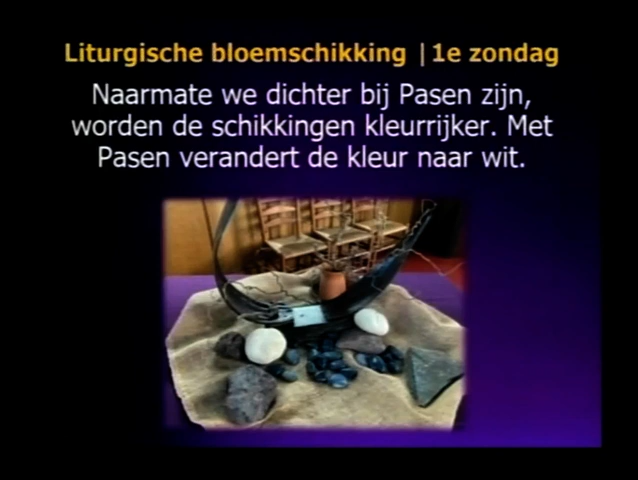 Liturgische bloemschikking | 1e zondag
Naarmate we dichter bij Pasen zijn,
worden de schikkingen kleurrijker. Met
Pasen verandert de kleur naar wit.